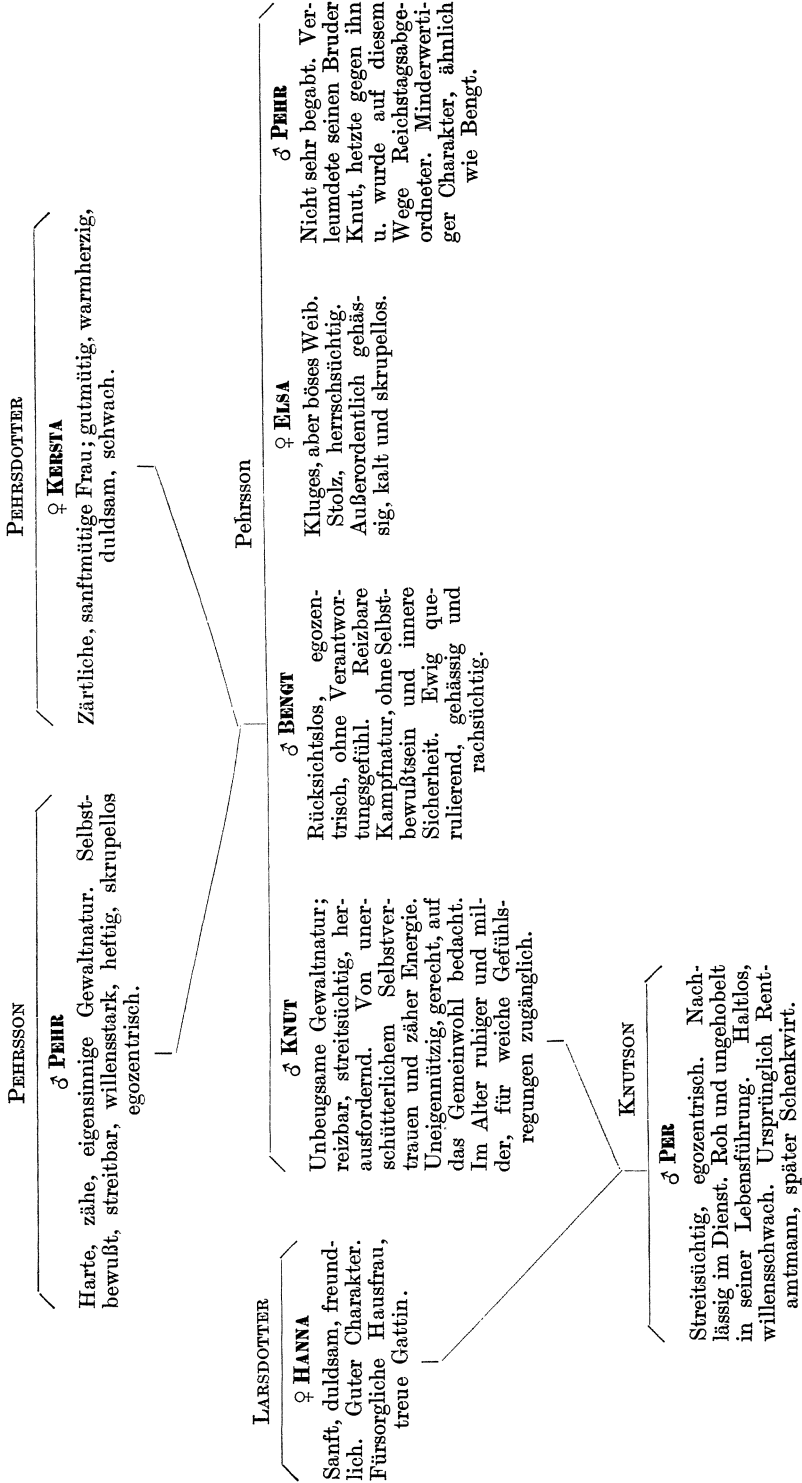 PEHRSSON
♂ PEHR
Harte, zähe, eigensinnige Gewaltnatur. Selbst-
bewußt, streitbar, willensstark, heftig, skrupellos
egozentrisch.
PEHRSDOTTER
♀ KERSTA
Zärtliche, sanftmütige Frau; gutmütig, warmherzig,
duldsam, schwach.
Pehrsson
♂ KNUT
Unbeugsame Gewaltnatur;
reizbar, streitsüchtig, her-
ausfordernd. Von uner-
schütterlichem Selbstver-
trauen und zäher Energie.
Uneigennützig, gerecht, auf
das Gemeinwohl bedacht.
Im Alter ruhiger und mil-
der, für weiche Gefühls-
regungen zugänglich.
♂ BENGT
Rücksichtslos, egozen-
trisch, ohne Verantwor-
tungsgefühl. Reizbare
Kampfnatur, ohne Selbst-
bewußtsein und innere
Sicherheit. Ewig que-
rulierend, gehässig und
rachsüchtig.
♀ ELSA
Kluges, aber böses Weib.
Stolz, herrschsüchtig.
Außerordentlich gehäs-
sig, kalt und skrupellos.
♂ PEHR
Nicht sehr begabt. Ver-
leumdete seinen Bruder
Knut, hetzte gegen ihn
u. wurde auf diesem
Wege Reichstagsabge-
ordneter. Minderwerti-
ger Charakter, ähnlich
wie Bengt.
LARSDOTTER
♀ HANNA
Sanft, duldsam, freund-
lich. Guter Charakter.
Fürsorgliche Hausfrau,
treue Gattin.
KNUTSON
♂ PER
Streitsüchtig, egozentrisch. Nach-
lässig im Dienst. Roh und ungehobelt
in seiner Lebensführung. Haltlos,
willensschwach. Ursprünglich Rent-
amtmann, später Schenkwirt.